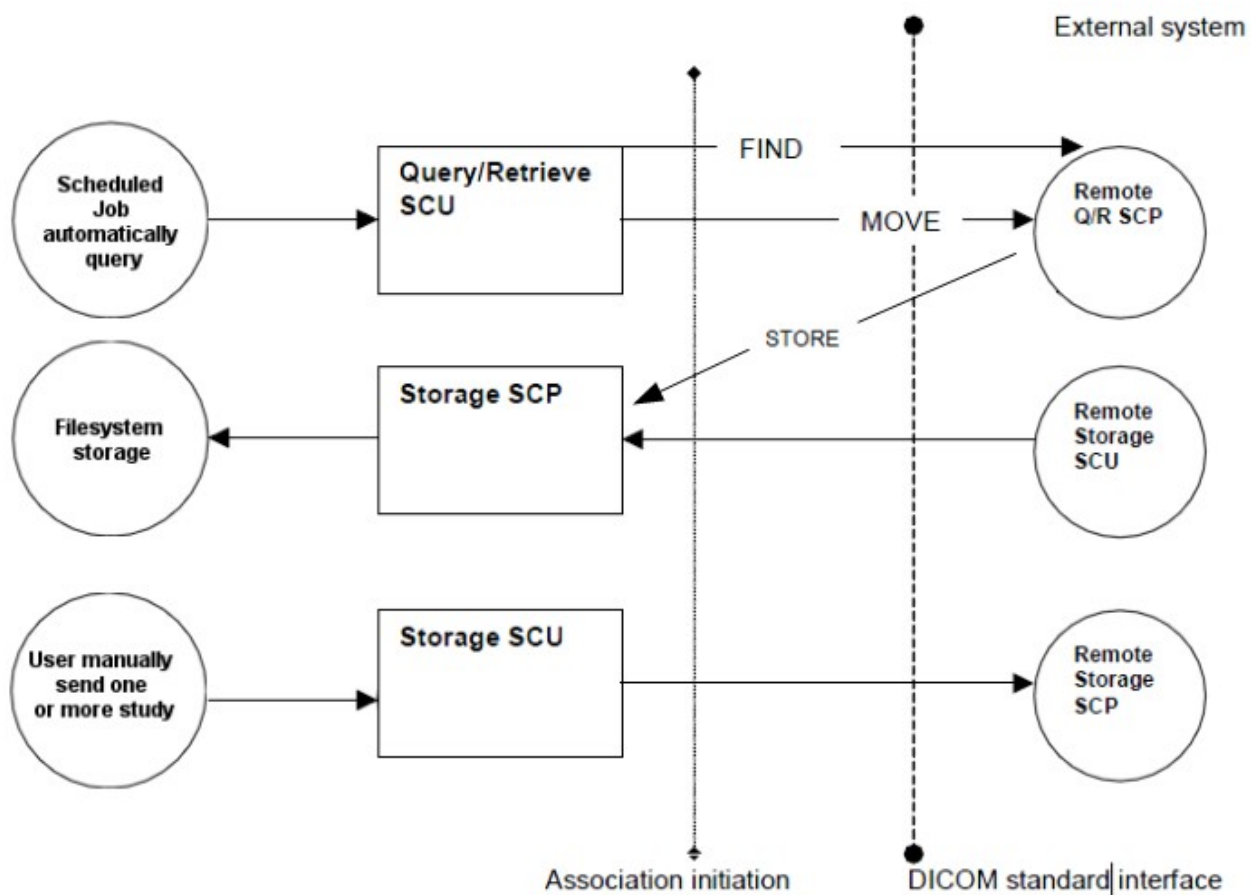 External system
Scheduled
Job
automatically
query
Query/Retrieve
SCU
FIND
MOVE
Remote
Q/R SCP
STORE
Filesystem
storage
Storage SCP
Remote
Storage
SCU
User manually
send one
or more study
Storage SCU
Remote
Storage
SCP
Association initiation
DICOM standard interface